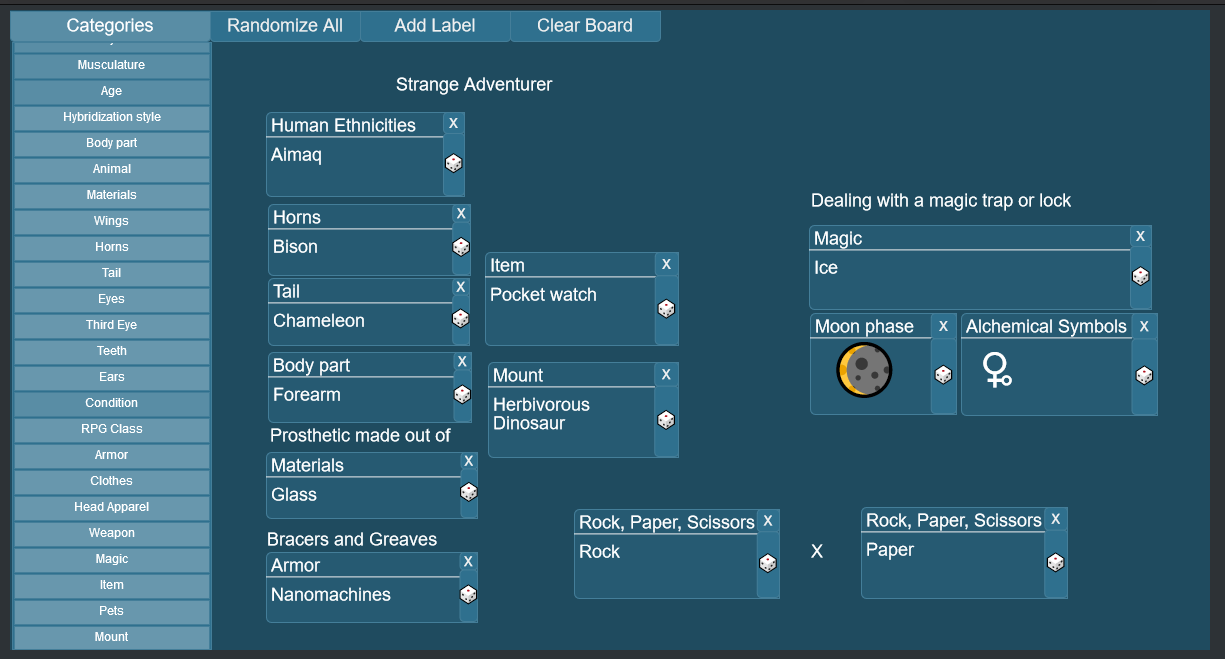 Categories
Randomize All
Add Label
Clear Board
Musculature
Age
Hybridization style
Body part
Animal
Materials
Wings
Horns
Tail
Eyes
Third Eye
Teeth
Ears
Condition
RPG Class
Armor
Clothes
Head Apparel
Weapon
Magic
Item
Pets
Mount
Strange Adventurer
Human Ethnicities X
Aimaq
Horns X
Bison
Tail X
Chameleon
Body part X
Forearm
Prosthetic made out of
Materials X
Glass
Bracers and Greaves
Armor X
Nanomachines
Item X
Pocket watch
Mount X
Herbivorous
Dinosaur
Dealing with a magic trap or lock
Magic X
Ice
Moon phase X
Alchemical Symbols X
Rock, Paper, Scissors X
Rock
X
Rock, Paper, Scissors X
Paper